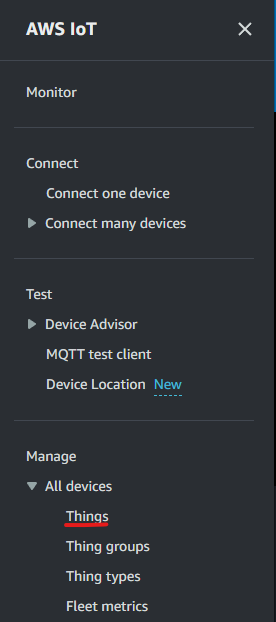 AWS IoT
Monitor
Connect
Connect one device
Connect many devices
Test
Device Advisor
MQTT test client
Device Location New
Manage
All devices
Things
Thing groups
Thing types
Fleet metrics